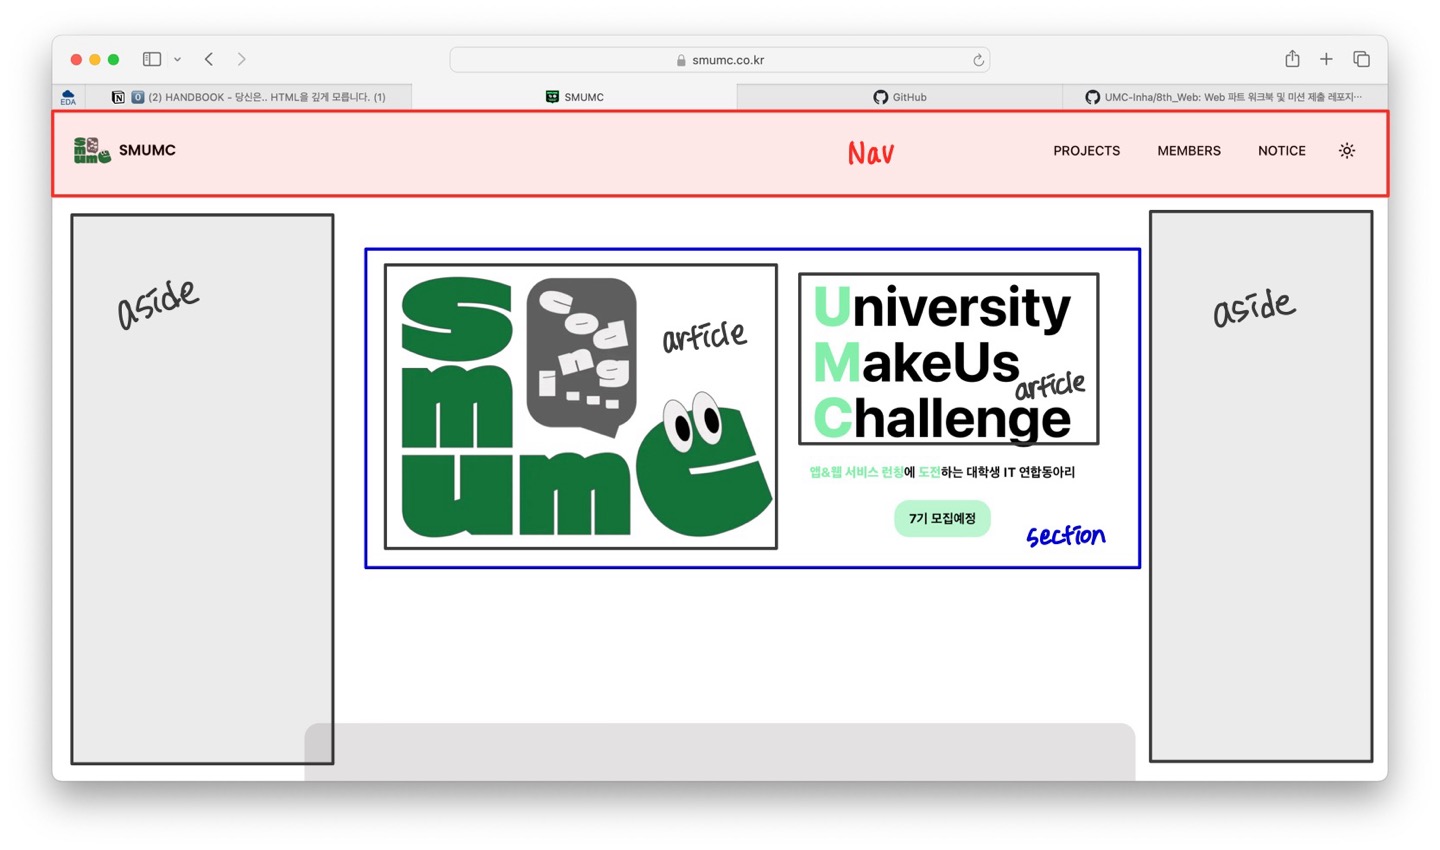 smumc.co.kr
EDA
(2) HANDBOOK - 당신은.. HTML을 깊게 모릅니다. (1)
SMUMC
GitHub
UMC-Inha/8th_Web: Web 파트 워크북 및 미션 제출 레포지…
smume
SMUMC
Nav
PROJECTS
MEMBERS
NOTICE
aside
smume
Coding
....
article
University
MakeUs
Challenge
article
앱&웹 서비스 런칭에 도전하는 대학생 IT 연합동아리
7기 모집예정
section
aside